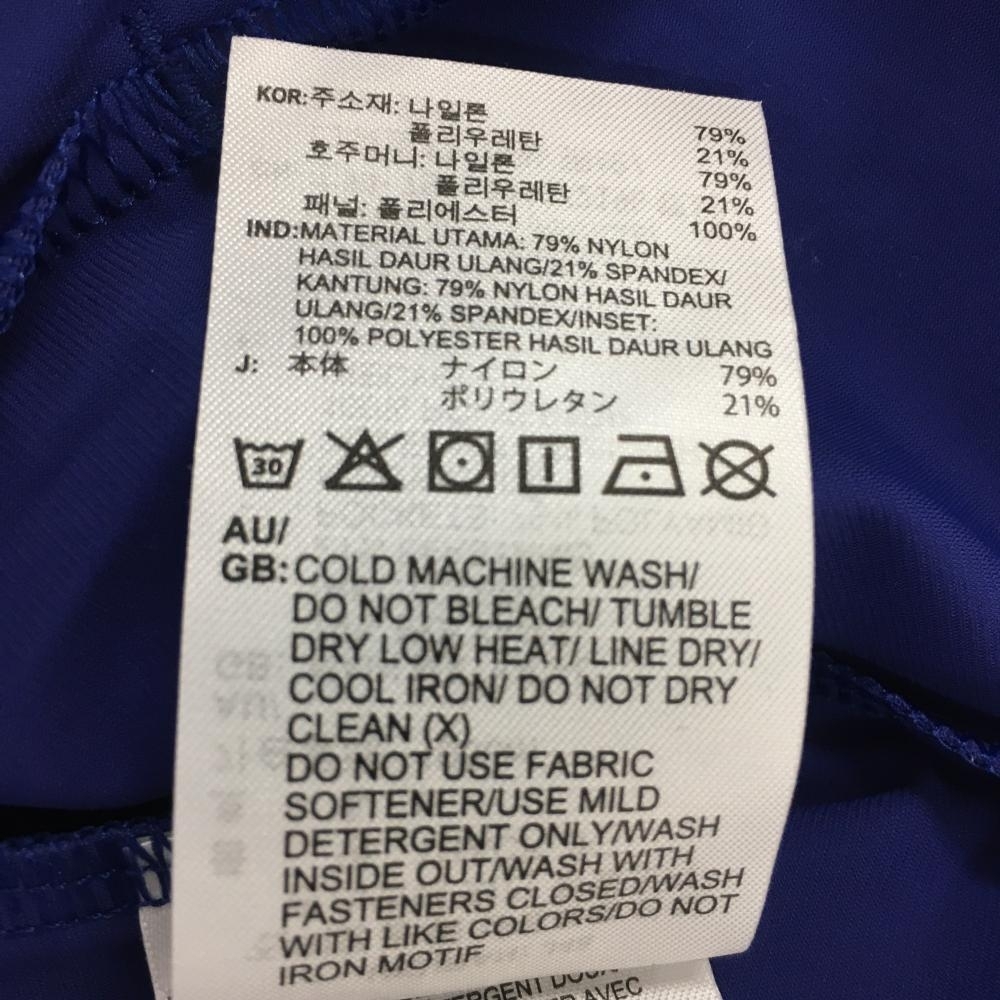 KOR:주소재: 나일론 79%
폴리우레탄 21%
호주머니: 나일론 79%
폴리우레탄 21%
패널: 폴리에스터 100%
IND:MATERIAL UTAMA: 79% NYLON
HASIL DAUR ULANG/21% SPANDEX/
KANTUNG: 79% NYLON HASIL DAUR
ULANG/21% SPANDEX/INSET:
100% POLYESTER HASIL DAUR ULANG
J: 本体 ナイロン 79%
ポリウレタン 21%
30
AU/
GB:COLD MACHINE WASH/
DO NOT BLEACH/ TUMBLE
DRY LOW HEAT/ LINE DRY/
COOL IRON/ DO NOT DRY
CLEAN (X)
DO NOT USE FABRIC
SOFTENER/USE MILD
DETERGENT ONLY/WASH
INSIDE OUT/WASH WITH
FASTENERS CLOSED/WASH
WITH LIKE COLORS/DO NOT
IRON MOTIF
AVEC